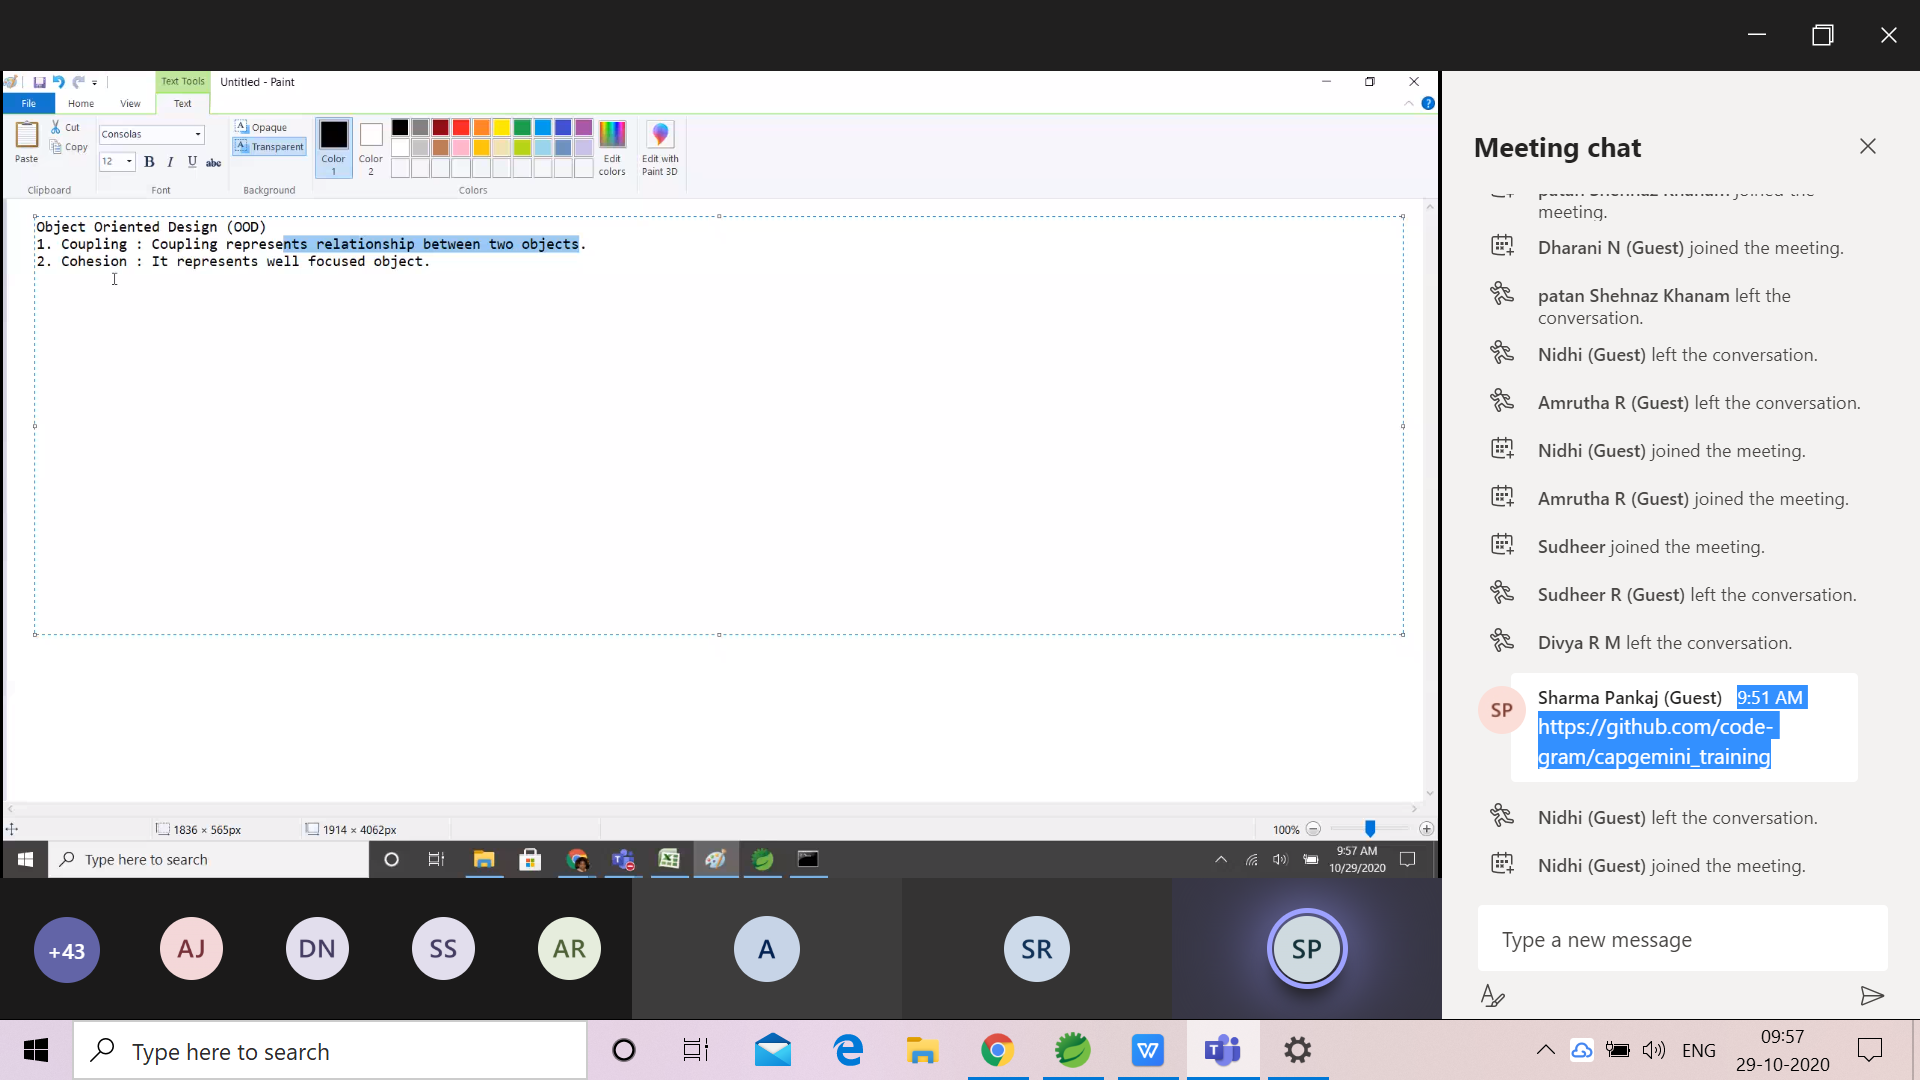 Text Tools
Untitled - Paint
File
Home
View
Text
Paste
Cut
Copy
Clipboard
Consolas
12
B
I
U
abc
Font
Opaque
Transparent
Background
Color
1
Color
2
Colors
Edit
colors
Edit with
Paint 3D
Object Oriented Design (OOD)
1. Coupling : Coupling represents relationship between two objects.
2. Cohesion : It represents well focused object.
1836 × 565px
1914 × 4062px
100%
Type here to search
9:57 AM
10/29/2020
+43
AJ
DN
SS
AR
A
SR
SP
Meeting chat
patan Shehnaz Khanam joined the
meeting.
Dharani N (Guest) joined the meeting.
patan Shehnaz Khanam left the
conversation.
Nidhi (Guest) left the conversation.
Amrutha R (Guest) left the conversation.
Nidhi (Guest) joined the meeting.
Amrutha R (Guest) joined the meeting.
Sudheer joined the meeting.
Sudheer R (Guest) left the conversation.
Divya R M left the conversation.
SP
Sharma Pankaj (Guest) 9:51 AM
https://github.com/code-
gram/capgemini_training
Nidhi (Guest) left the conversation.
Nidhi (Guest) joined the meeting.
Type a new message
Type here to search
ENG
09:57
29-10-2020